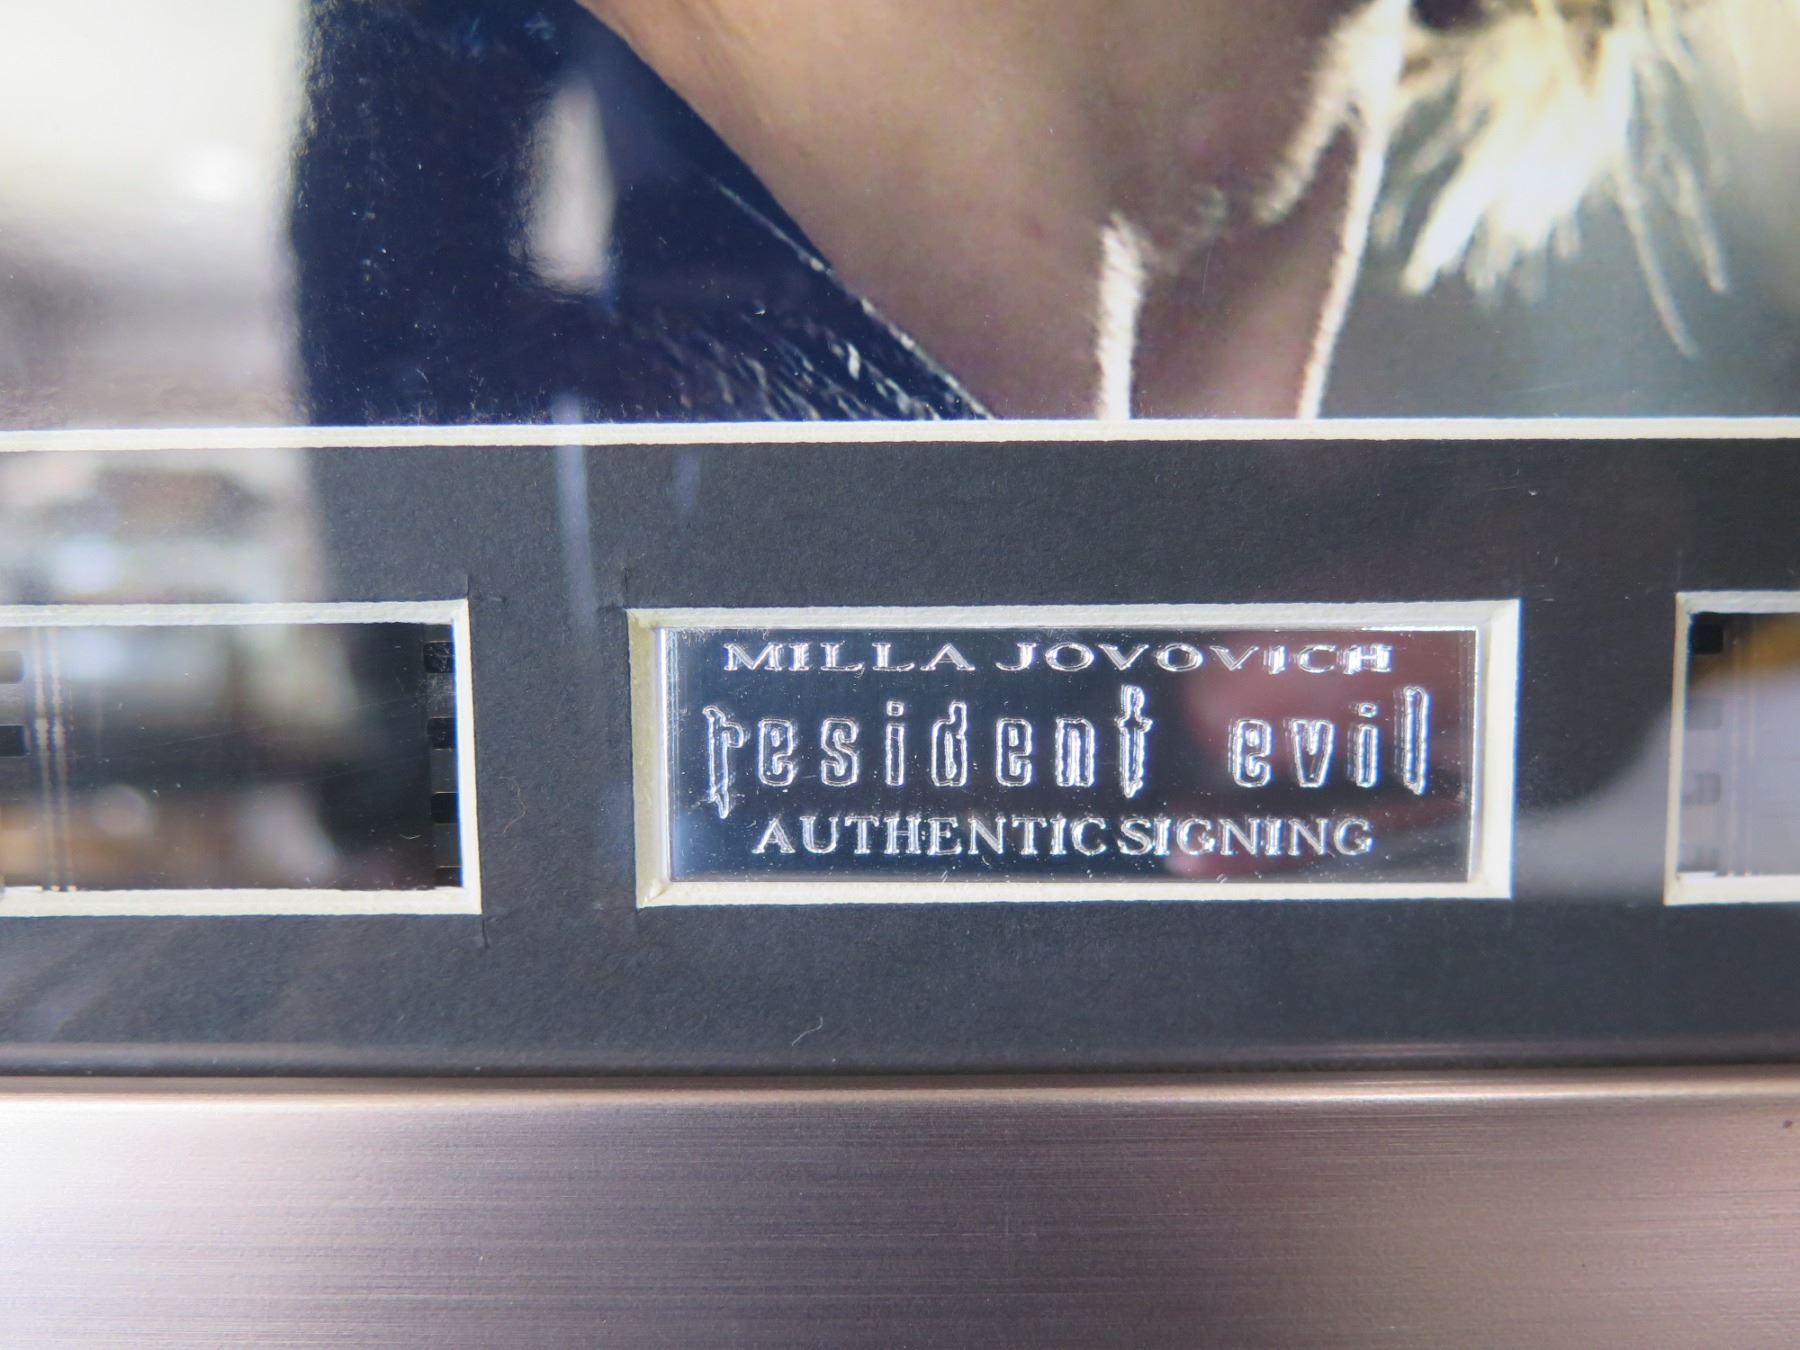 MILLA JOVOVICH
resident evil
AUTHENTIC SIGNING